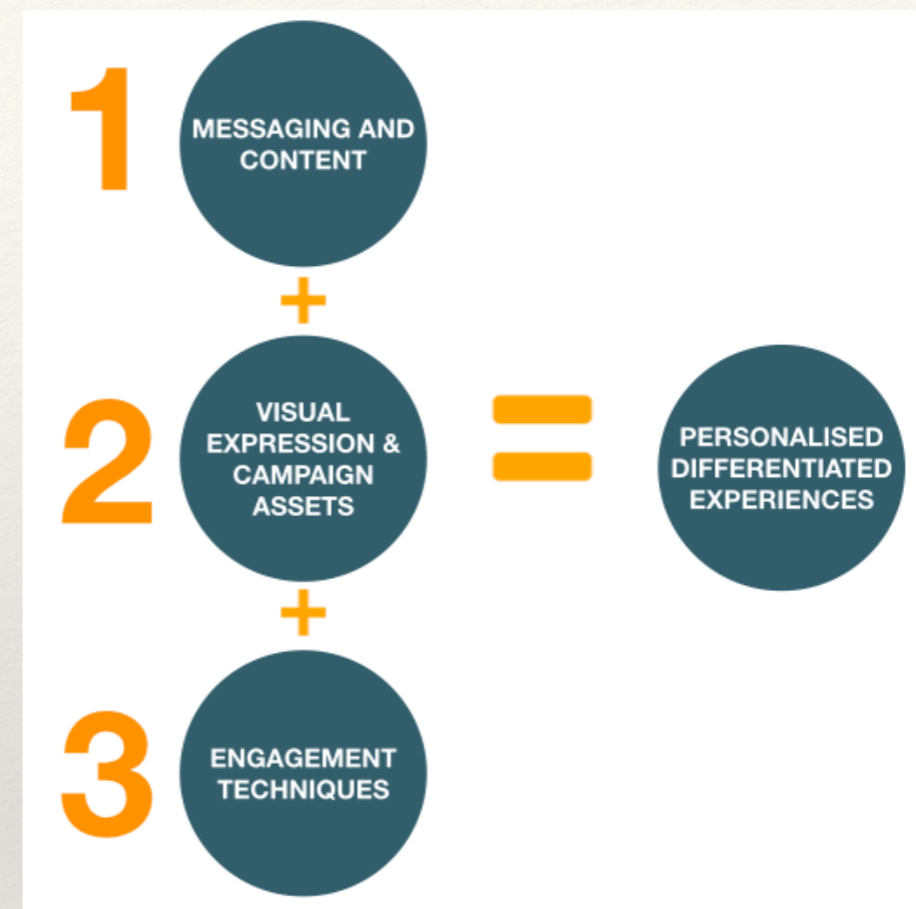 1
MESSAGING AND
CONTENT
+
2
VISUAL
EXPRESSION &
CAMPAIGN
ASSETS
=
PERSONALISED
DIFFERENTIATED
EXPERIENCES
+
3
ENGAGEMENT
TECHNIQUES